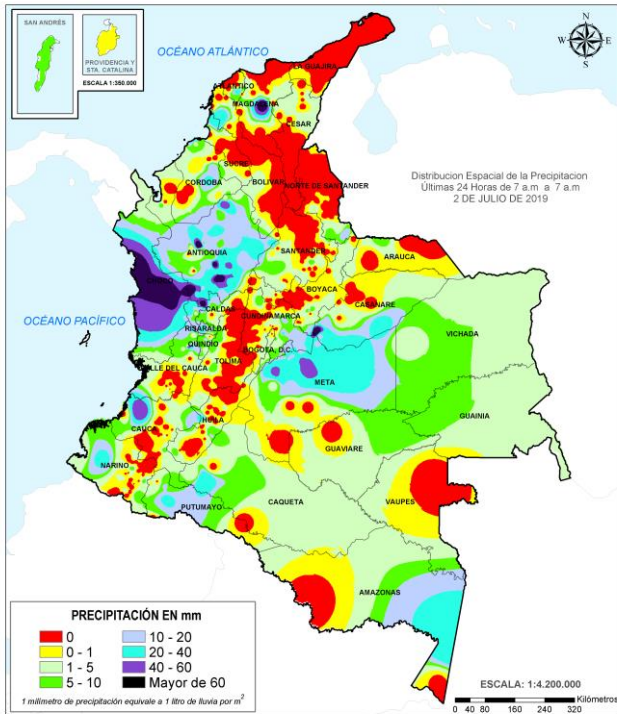 SAN ANDRÉS
PROVIDENCIA Y
STA. CATALINA
ESCALA 1:350.000
OCÉANO ATLÁNTICO
N
W
E
S
LA GUAJIRA
ATLANTICO
MAGDALENA
CESAR
SUCRE
CORDOBA
BOLIVAR
NORTE DE SANTANDER
Distribucion Espacial de la Precipitacion
Últimas 24 Horas de 7 a.m a 7 a.m
2 DE JULIO DE 2019
ANTIOQUIA
SANTANDER
ARAUCA
CHOCO
BOYACA
CASANARE
OCÉANO PACÍFICO
CALDAS
CUNDINAMARCA
RISARALDA
VICHADA
QUINDIO
BOGOTA, D.C.
TOLIMA
VALLE DEL CAUCA
META
GUAINIA
CAUCA
HUILA
GUAVIARE
NARIÑO
CAQUETA
VAUPES
PUTUMAYO
AMAZONAS
PRECIPITACIÓN EN mm
0
10 - 20
0 - 1
20 - 40
1 - 5
40 - 60
5 - 10
Mayor de 60
1 milimetro de precipitación equivale a 1 litro de lluvia por m2
ESCALA: 1:4.200.000
Kilómetros
40 0 40 80 160 240 320